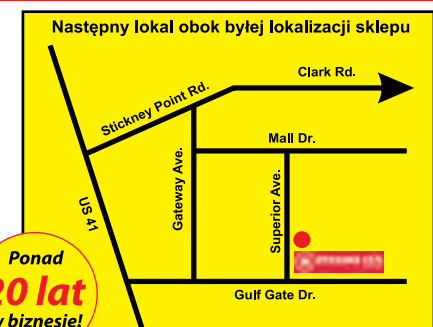 Następny lokal obok byłej lokalizacji sklepu
Clark Rd.
Stickney Point Rd.
Mall Dr.
Gateway Ave.
Superior Ave.
US 41
Gulf Gate Dr.
Ponad
20 lat
w biznesie!